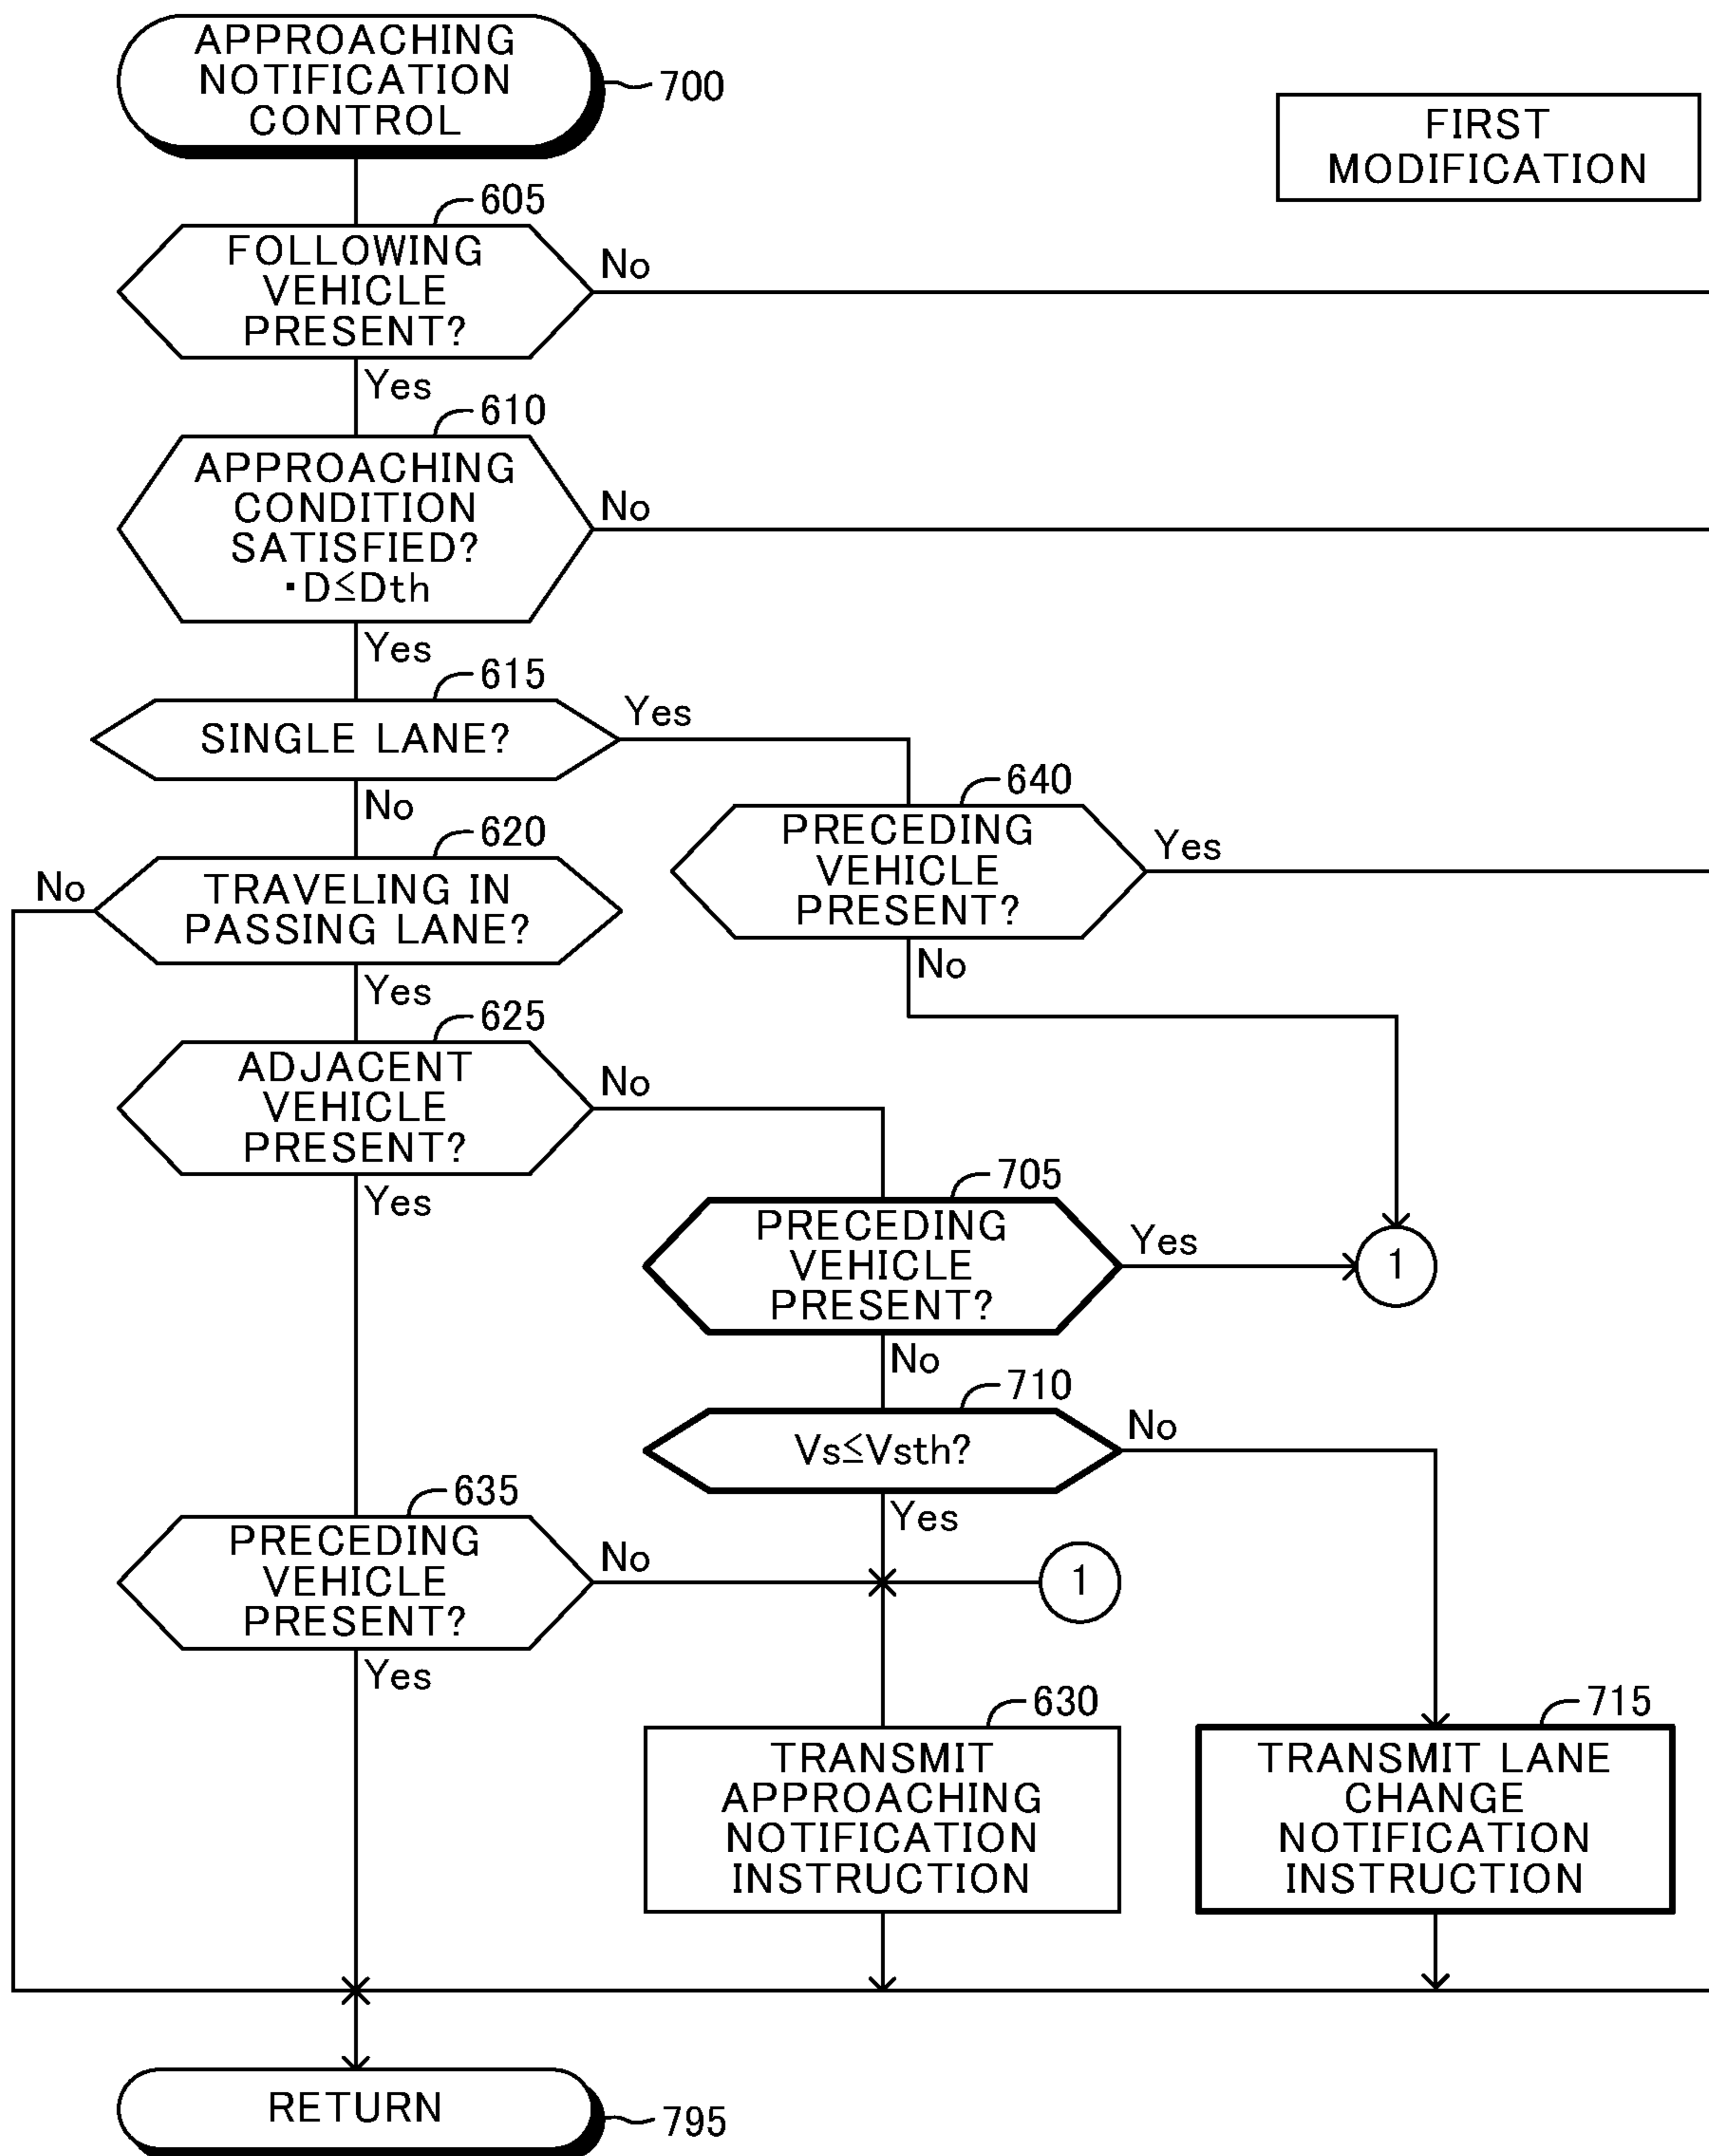 APPROACHING
NOTIFICATION
CONTROL
700
FIRST
MODIFICATION
605
FOLLOWING
VEHICLE
PRESENT?
No
Yes
610
APPROACHING
CONDITION
SATISFIED?
・D≦Dth
No
Yes
615
SINGLE LANE?
Yes
No
640
PRECEDING
VEHICLE
PRESENT?
Yes
No
620
No
TRAVELING IN
PASSING LANE?
Yes
625
ADJACENT
VEHICLE
PRESENT?
No
Yes
705
PRECEDING
VEHICLE
PRESENT?
Yes
1
No
710
Vs≦Vsth?
No
Yes
635
PRECEDING
VEHICLE
PRESENT?
No
1
Yes
630
TRANSMIT
APPROACHING
NOTIFICATION
INSTRUCTION
715
TRANSMIT LANE
CHANGE
NOTIFICATION
INSTRUCTION
RETURN
795